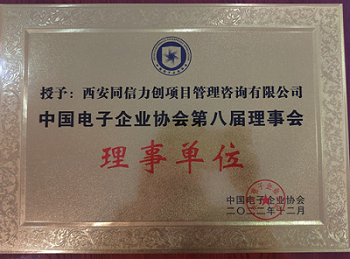 授予：西安同信力创项目管理咨询有限公司
中国电子企业协会第八届理事会
理事单位
中国电子企业协会
二〇二二年十二月